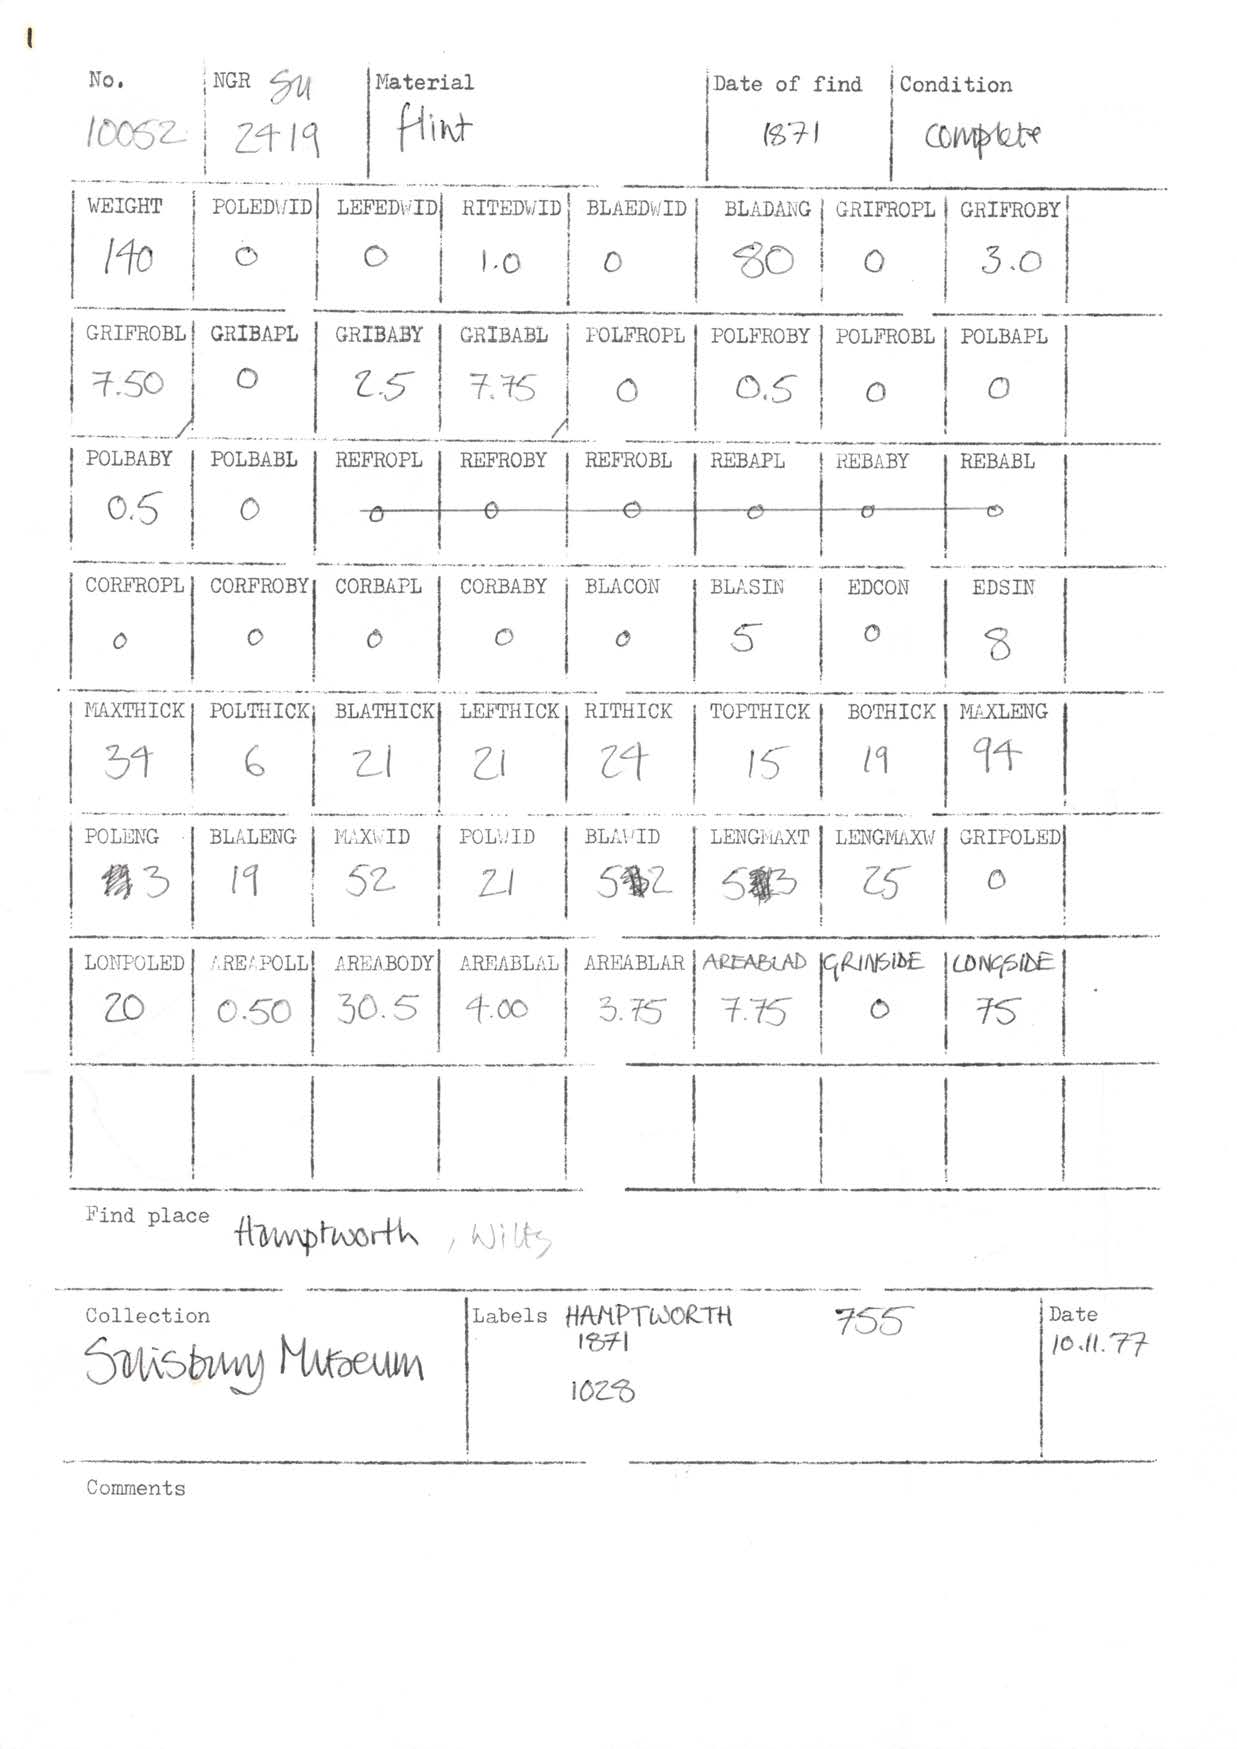 1
No. NGR SU Material Date of find Condition
10052 2419 flint 1871 complete
WEIGHT POLEDWID LEFEDWID RITEDWID BLAEDWID BLADANG GRIFROPL GRIFROBY
140 0 0 1.0 0 80 0 3.0
GRIFROBL GRIBAPL GRIBABY GRIBABL POLFROPL POLFROBY POLFROBL POLBAPL
7.50 0 2.5 7.75 0 0.5 0 0
POLBABY POLBABL REFROPL REFROBY REFROBL REBAPL REBABY REBABL
0.5 0 0 0 0 0 0 0
CORFROPL CORFROBY CORBAPL CORBABY BLACON BLASIN EDCON EDSIN
0 0 0 0 0 5 0 8
MAXTHICK POLTHICK BLATHICK LEFTHICK RITHICK TOPTHICK BOTHICK MAXLENG
34 6 21 21 24 15 19 94
POLENG BLALENG MAXWID POLWID BLAWID LENGMAXT LENGMAXW GRIPOLED
3 19 52 21 52 53 25 0
LONPOLED AREAPOLL AREABODY AREABLAL AREABLAR AREABLAD GRINSIDE LONGSIDE
20 0.50 30.5 4.00 3.75 7.75 0 75
Find place Hamptworth, Wilts
Collection Labels HAMPTWORTH 755 Date
Salisbury Museum 1871 10.11.77
1028
Comments